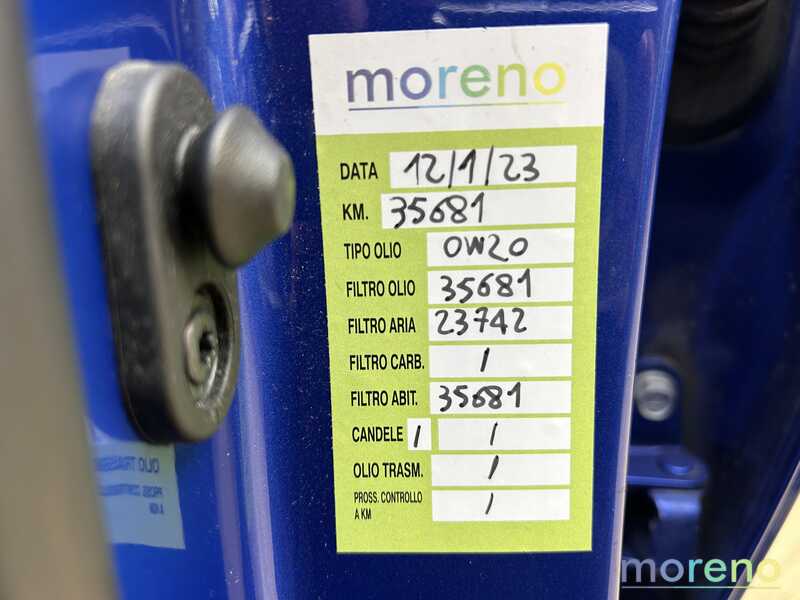 moreno
DATA 12/1/23
KM. 35681
TIPO OLIO 0W20
FILTRO OLIO 35681
FILTRO ARIA 23742
FILTRO CARB. /
FILTRO ABIT. 35681
CANDELE / /
OLIO TRASM. /
PROSS. CONTROLLO
A KM /
moreno